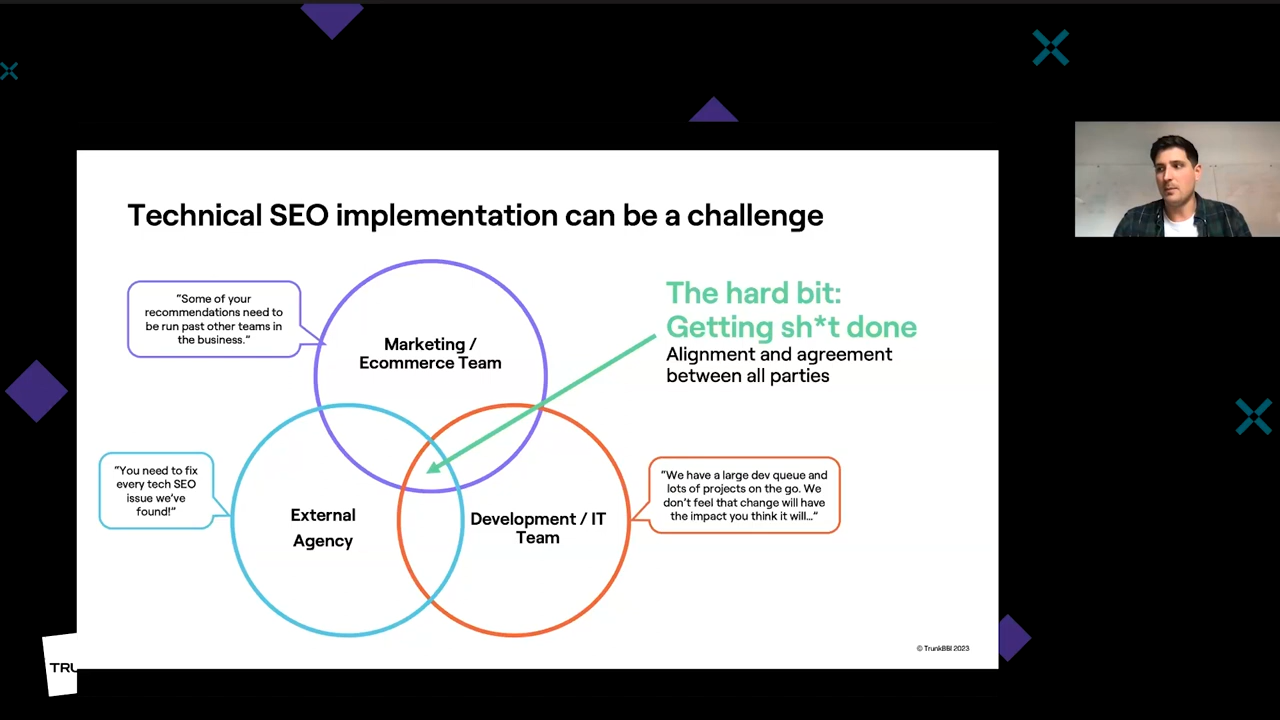 Technical SEO implementation can be a challenge
“Some of your
recommendations need to
be run past other teams in
the business.”
Marketing /
Ecommerce Team
The hard bit:
Getting sh*t done
Alignment and agreement
between all parties
“You need to fix
every tech SEO
issue we’ve
found!”
External
Agency
Development / IT
Team
“We have a large dev queue and
lots of projects on the go. We
don’t feel that change will have
the impact you think it will…”
© TrunkBBI 2023
TRU